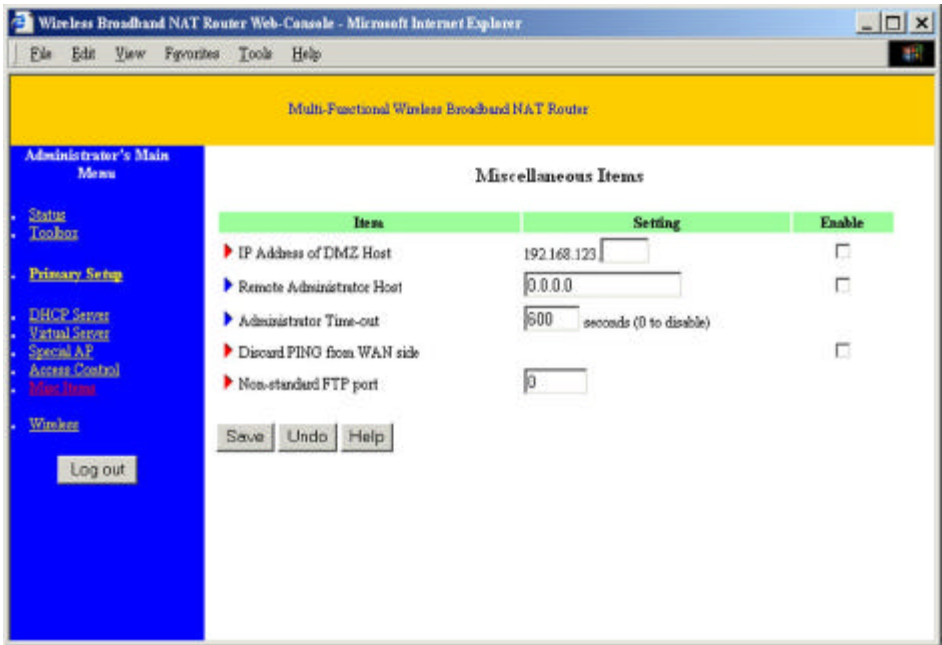 Wireless Broadband NAT Router Web-Console - Microsoft Internet Explorer
File Edit View Favorites Tools Help
Multi-Functional Wireless Broadband NAT Router
Administrator's Main
Menu
Status
Toolbox
Primary Setup
DHCP Server
Virtual Server
Special AP
Access Control
Misc Items
Wireless
Log out
Miscellaneous Items
Item Setting Enable
IP Address of DMZ Host 192.168.123.
Remote Administrator Host 0.0.0.0
Administrator Time-out 600 seconds (0 to disable)
Discard PING from WAN side
Non-standard FTP port 0
Save Undo Help